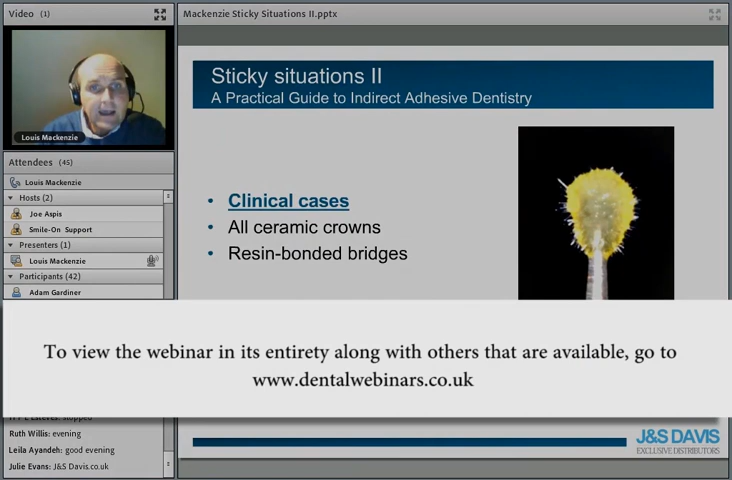 Video (1)
Louis Mackenzie
Attendees (45)
Louis Mackenzie
Hosts (2)
Joe Aspis
Smile-On Support
Presenters (1)
Louis Mackenzie
Participants (42)
Adam Gardiner
Mackenzie Sticky Situations II.pptx
Sticky situations II
A Practical Guide to Indirect Adhesive Dentistry
• Clinical cases
• All ceramic crowns
• Resin-bonded bridges
To view the webinar in its entirety along with others that are available, go to
www.dentalwebinars.co.uk
Ruth Willis: evening
Leila Ayandeh: good evening
Julie Evans: J&S Davis.co.uk
J&S DAVIS
EXCLUSIVE DISTRIBUTORS